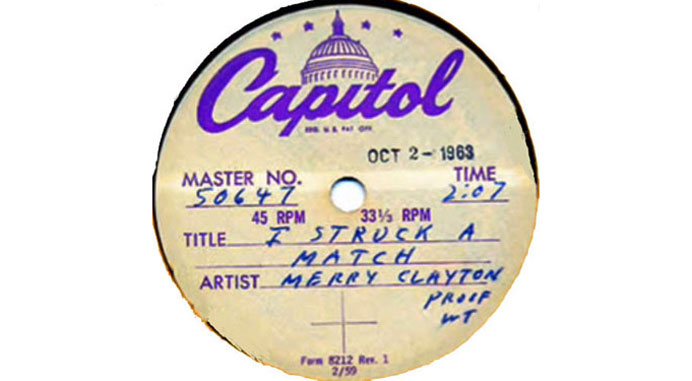 Capitol
REG. U.S. PAT. OFF.
OCT 2 - 1963
MASTER NO. TIME
50647 2:07
45 RPM 33⅓ RPM
TITLE I STRUCK A
MATCH
ARTIST MERRY CLAYTON
PROOF
WT
Form 8212 Rev. 1
2/59